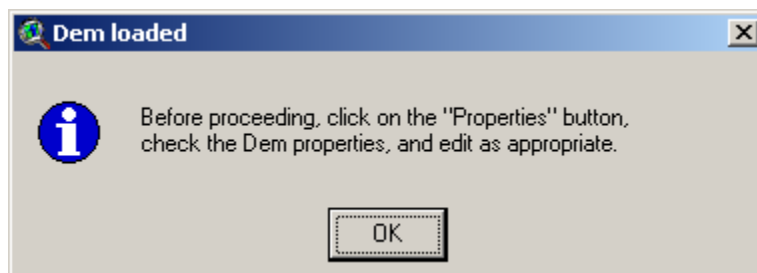 Dem loaded
Before proceeding, click on the "Properties" button,
check the Dem properties, and edit as appropriate.
OK